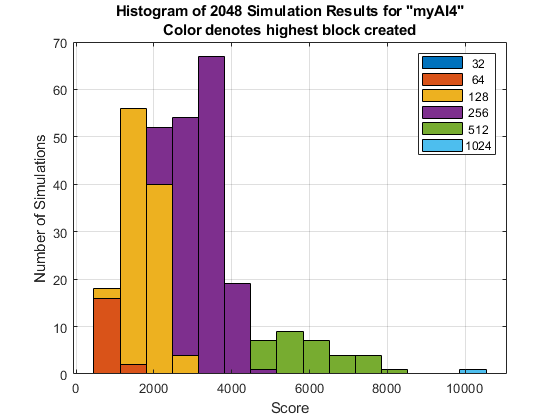 Histogram of 2048 Simulation Results for "myAI4"
Color denotes highest block created
70
60
50
40
30
20
10
0
Number of Simulations
32
64
128
256
512
1024
0 2000 4000 6000 8000 10000
Score